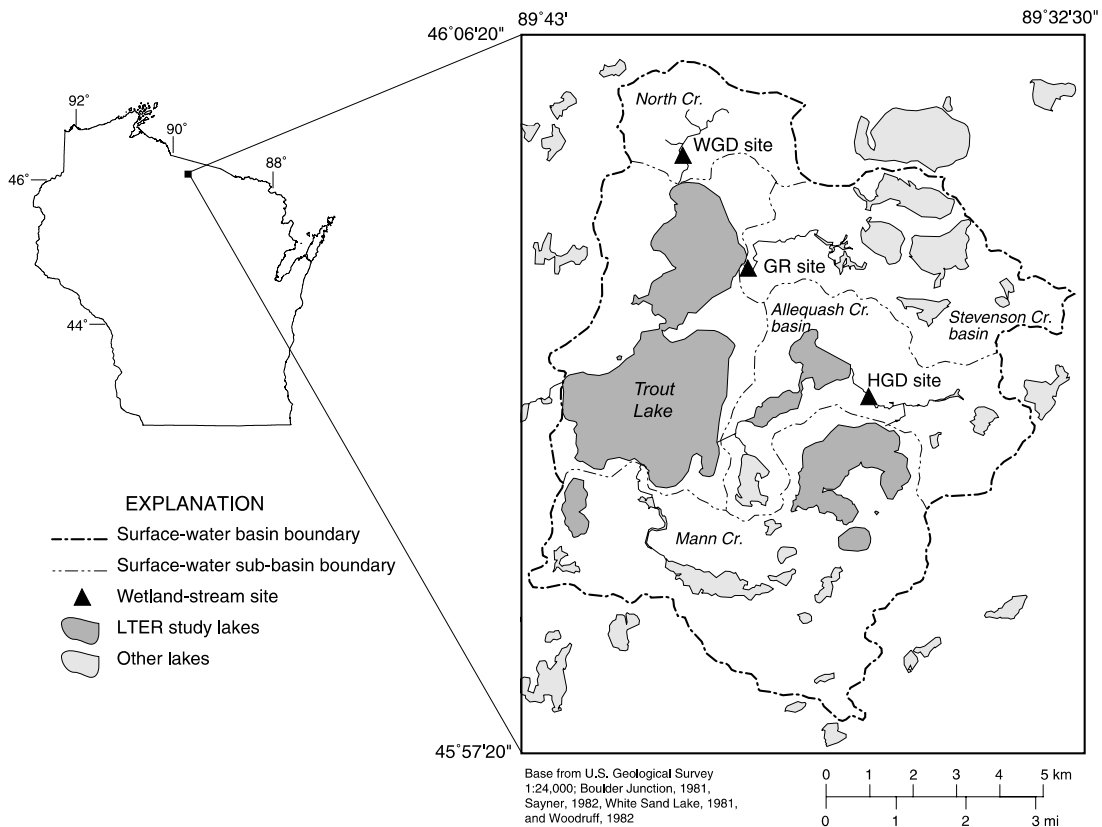 89°43'
89°32'30"
46°06'20"
92°
90°
88°
46°
44°
North Cr.
WGD site
GR site
Allequash Cr.
basin
Stevenson Cr.
basin
HGD site
Trout
Lake
Mann Cr.
EXPLANATION
Surface-water basin boundary
Surface-water sub-basin boundary
Wetland-stream site
LTER study lakes
Other lakes
45°57'20"
Base from U.S. Geological Survey
1:24,000; Boulder Junction, 1981,
Sayner, 1982, White Sand Lake, 1981,
and Woodruff, 1982
0 1 2 3 4 5 km
0 1 2 3 mi